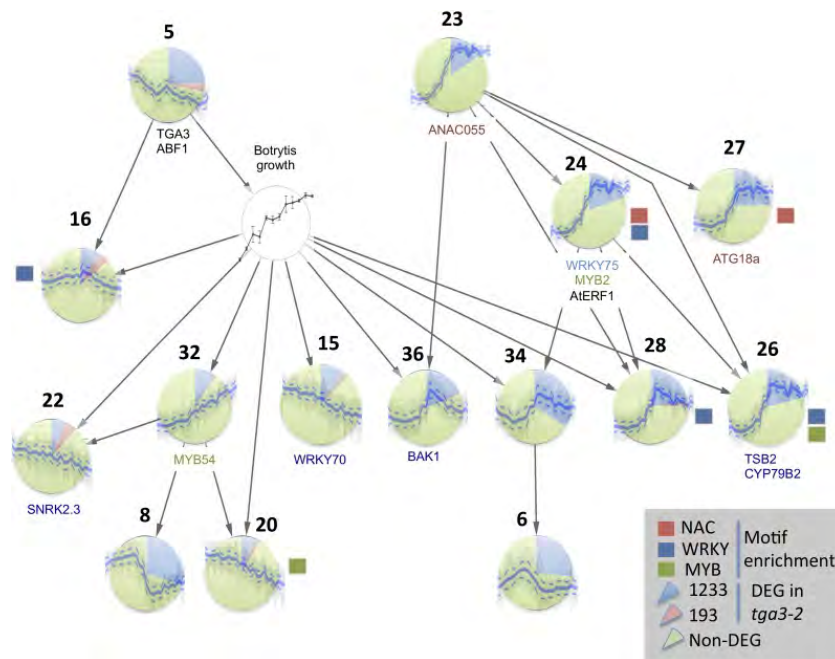 5
23
TGA3
ABF1
Botrytis
growth
ANAC055
24
27
16
WRKY75
MYB2
AtERF1
ATG18a
22
32
15
36
34
28
26
SNRK2.3
MYB54
WRKY70
BAK1
TSB2
CYP79B2
8
20
6
NAC
WRKY
MYB
Motif
enrichment
1233
193
DEG in
tga3-2
Non-DEG